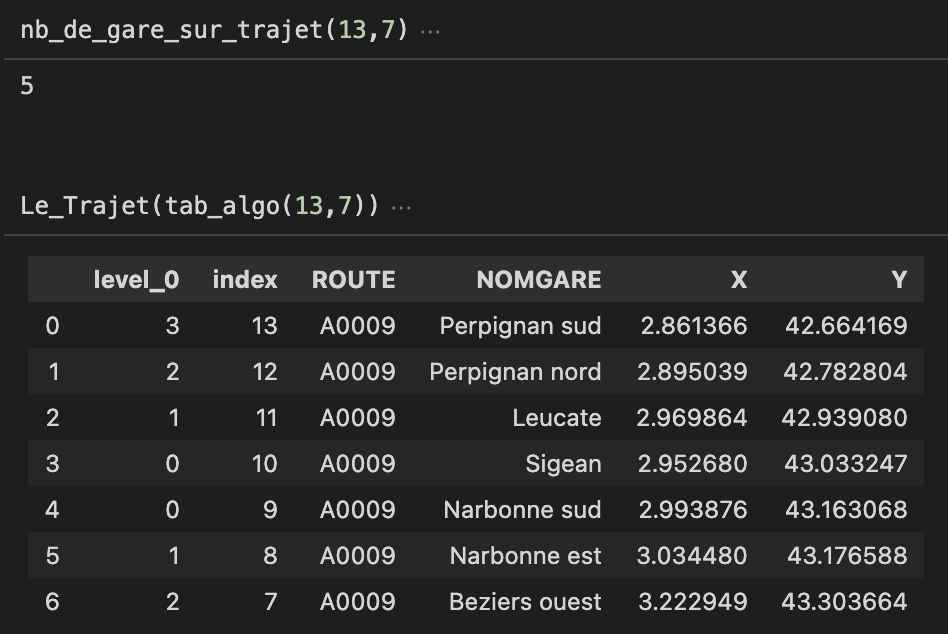 nb_de_gare_sur_trajet(13,7) ...
5
Le_Trajet(tab_algo(13,7)) ...
level_0 index ROUTE NOMGARE X Y
0 3 13 A0009 Perpignan sud 2.861366 42.664169
1 2 12 A0009 Perpignan nord 2.895039 42.782804
2 1 11 A0009 Leucate 2.969864 42.939080
3 0 10 A0009 Sigean 2.952680 43.033247
4 0 9 A0009 Narbonne sud 2.993876 43.163068
5 1 8 A0009 Narbonne est 3.034480 43.176588
6 2 7 A0009 Beziers ouest 3.222949 43.303664